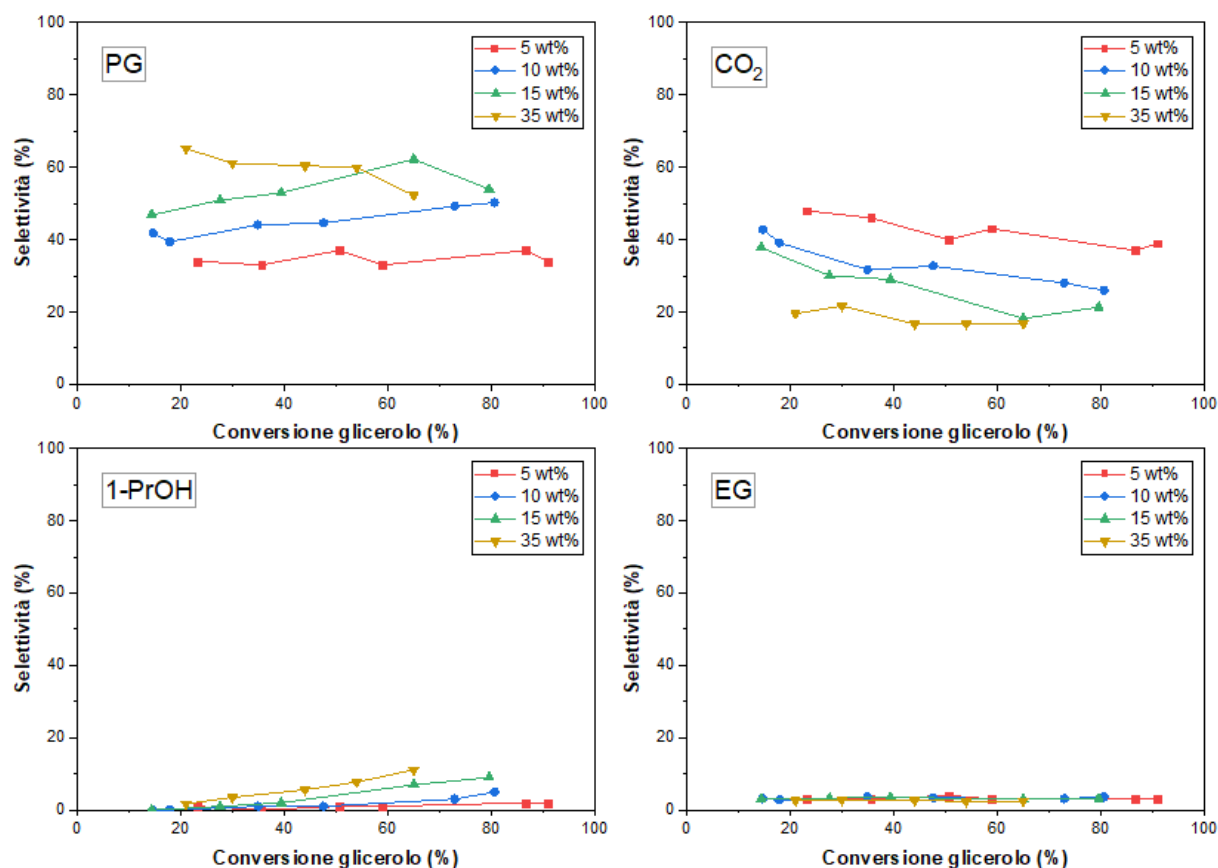 PG
5 wt%
10 wt%
15 wt%
35 wt%
Selettività (%)
100
80
60
40
20
0
0 20 40 60 80 100
Conversione glicerolo (%)
CO₂
5 wt%
10 wt%
15 wt%
35 wt%
Selettività (%)
100
80
60
40
20
0
0 20 40 60 80 100
Conversione glicerolo (%)
1-PrOH
5 wt%
10 wt%
15 wt%
35 wt%
Selettività (%)
100
80
60
40
20
0
0 20 40 60 80 100
Conversione glicerolo (%)
EG
5 wt%
10 wt%
15 wt%
35 wt%
Selettività (%)
100
80
60
40
20
0
0 20 40 60 80 100
Conversione glicerolo (%)